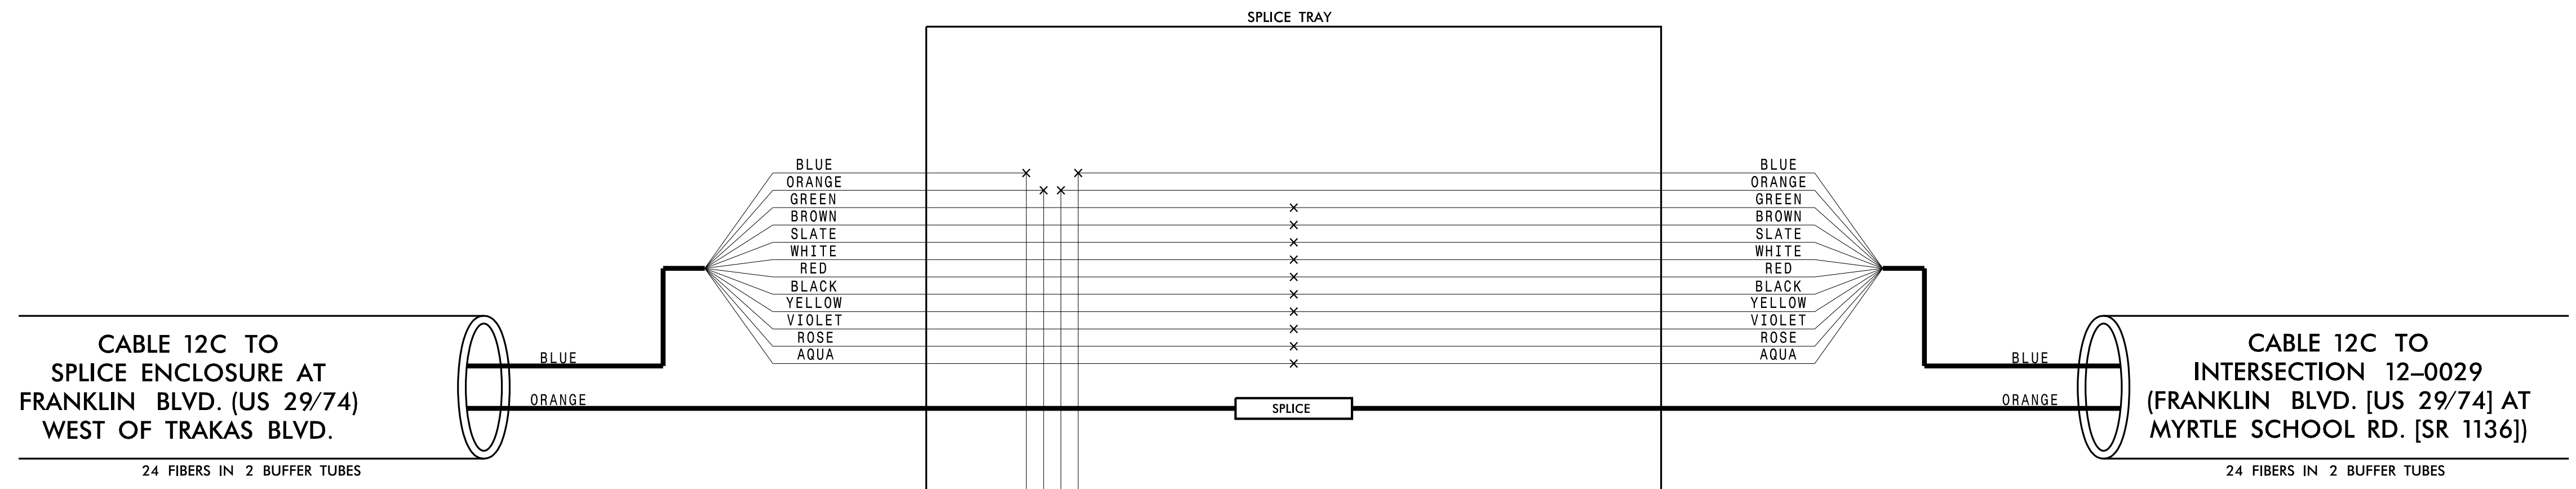 SPLICE TRAY
BLUE
ORANGE
GREEN
BROWN
SLATE
WHITE
RED
BLACK
YELLOW
VIOLET
ROSE
AQUA
BLUE
ORANGE
GREEN
BROWN
SLATE
WHITE
RED
BLACK
YELLOW
VIOLET
ROSE
AQUA
CABLE 12C TO
SPLICE ENCLOSURE AT
FRANKLIN BLVD. (US 29/74)
WEST OF TRAKAS BLVD.
24 FIBERS IN 2 BUFFER TUBES
BLUE
ORANGE
SPLICE
BLUE
ORANGE
CABLE 12C TO
INTERSECTION 12–0029
(FRANKLIN BLVD. [US 29/74] AT
MYRTLE SCHOOL RD. [SR 1136])
24 FIBERS IN 2 BUFFER TUBES